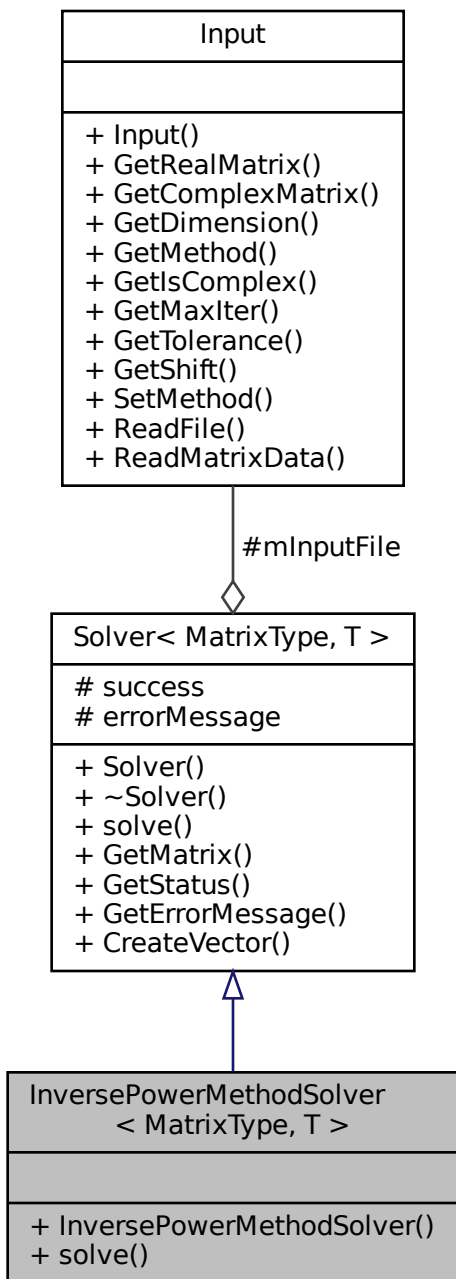 Input
+ Input()
+ GetRealMatrix()
+ GetComplexMatrix()
+ GetDimension()
+ GetMethod()
+ GetIsComplex()
+ GetMaxIter()
+ GetTolerance()
+ GetShift()
+ SetMethod()
+ ReadFile()
+ ReadMatrixData()
#mInputFile
Solver< MatrixType, T >
# success
# errorMessage
+ Solver()
+ ~Solver()
+ solve()
+ GetMatrix()
+ GetStatus()
+ GetErrorMessage()
+ CreateVector()
InversePowerMethodSolver
< MatrixType, T >
+ InversePowerMethodSolver()
+ solve()